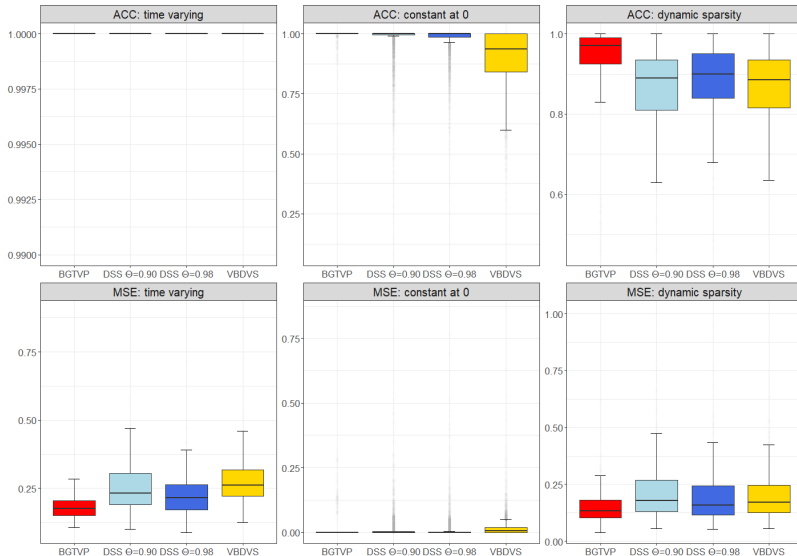 ACC: time varying
ACC: constant at 0
ACC: dynamic sparsity
1.0000
0.9975
0.9950
0.9925
0.9900
1.00
0.75
0.50
0.25
1.0
0.8
0.6
BGTVP DSS Θ=0.90 DSS Θ=0.98 VBDVS
BGTVP DSS Θ=0.90 DSS Θ=0.98 VBDVS
BGTVP DSS Θ=0.90 DSS Θ=0.98 VBDVS
MSE: time varying
MSE: constant at 0
MSE: dynamic sparsity
0.75
0.50
0.25
0.75
0.50
0.25
0.00
1.00
0.75
0.50
0.25
0.00
BGTVP DSS Θ=0.90 DSS Θ=0.98 VBDVS
BGTVP DSS Θ=0.90 DSS Θ=0.98 VBDVS
BGTVP DSS Θ=0.90 DSS Θ=0.98 VBDVS